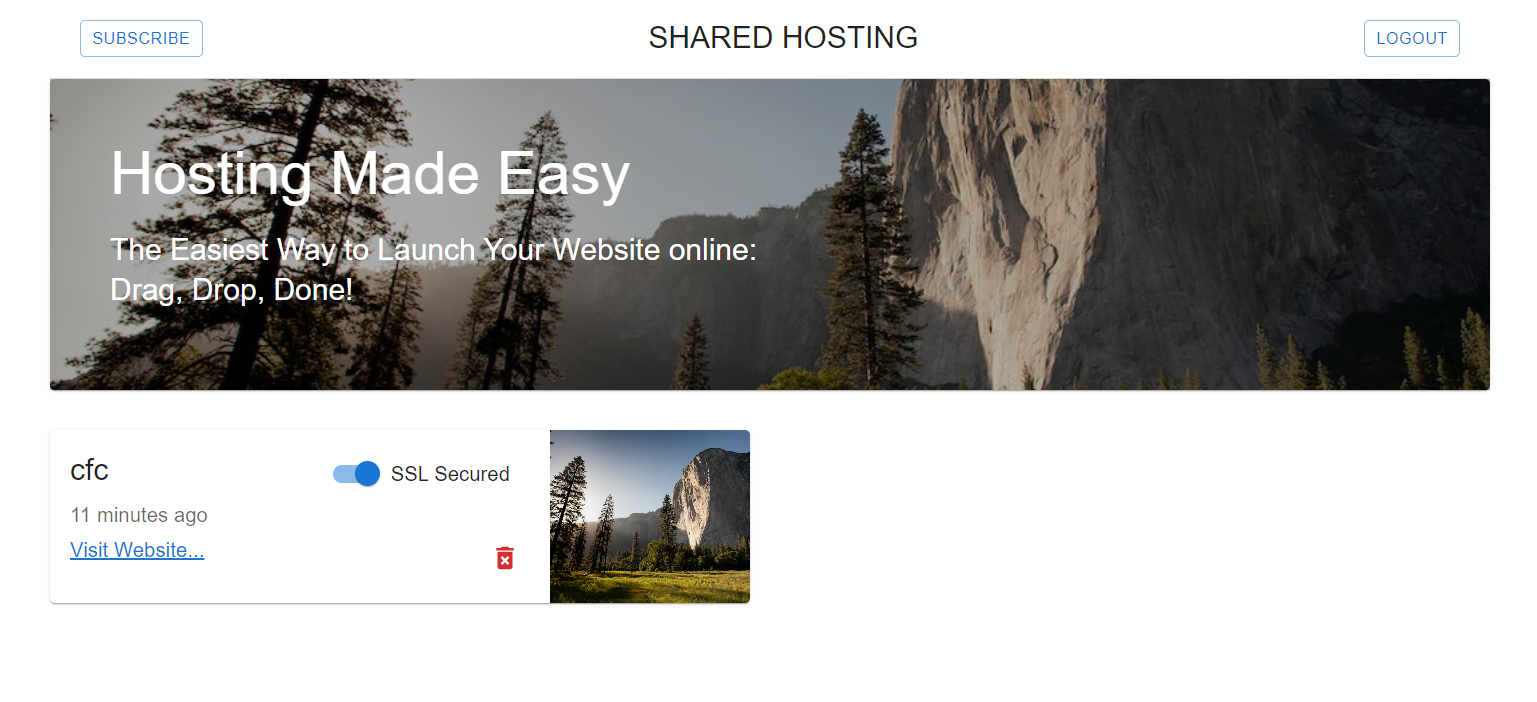 SUBSCRIBE
SHARED HOSTING
LOGOUT
Hosting Made Easy
The Easiest Way to Launch Your Website online:
Drag, Drop, Done!
cfc
SSL Secured
11 minutes ago
Visit Website...